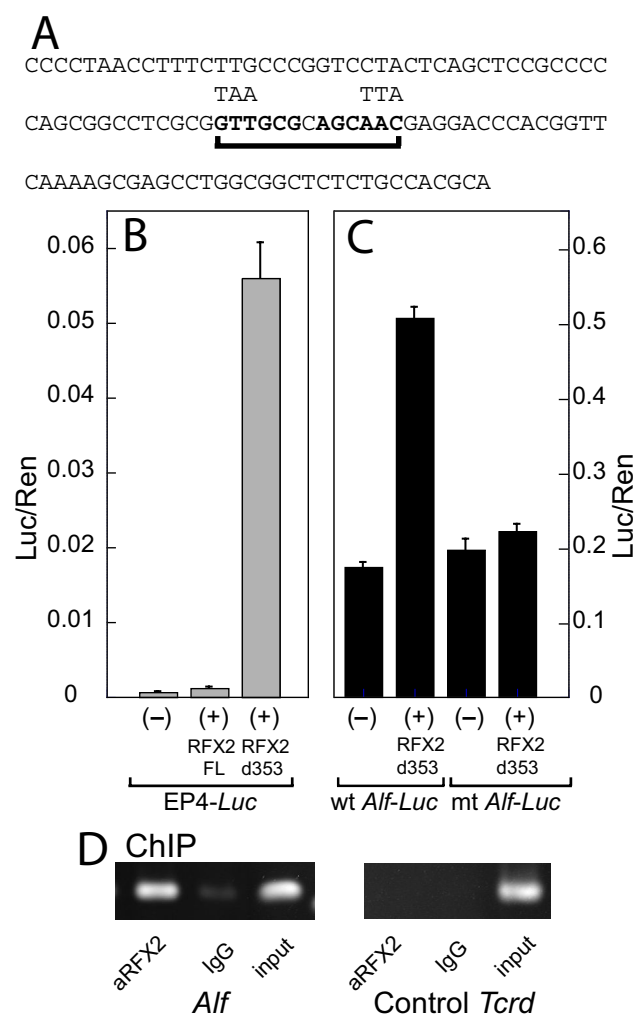 A
CCCCTAACCTTTCTTGCCCGGTCCTACTCAGCTCCGCCCC
TAA TTA
CAGCGGCCTCGCGGTTGCGCAGCAACGAGGACCCACGGTT
CAAAAGCGAGCCTGGCGGCTCTCTGCCACGCA
B
C
0.06
0.05
0.04
0.03
0.02
0.01
0
Luc/Ren
0.6
0.5
0.4
0.3
0.2
0.1
0
Luc/Ren
(–) (+) (+)
RFX2 RFX2
FL d353
EP4-Luc
(–) (+) (–) (+)
RFX2 RFX2
d353 d353
wt Alf-Luc mt Alf-Luc
D ChIP
aRFX2 IgG input
Alf
aRFX2 IgG input
Control Tcrd